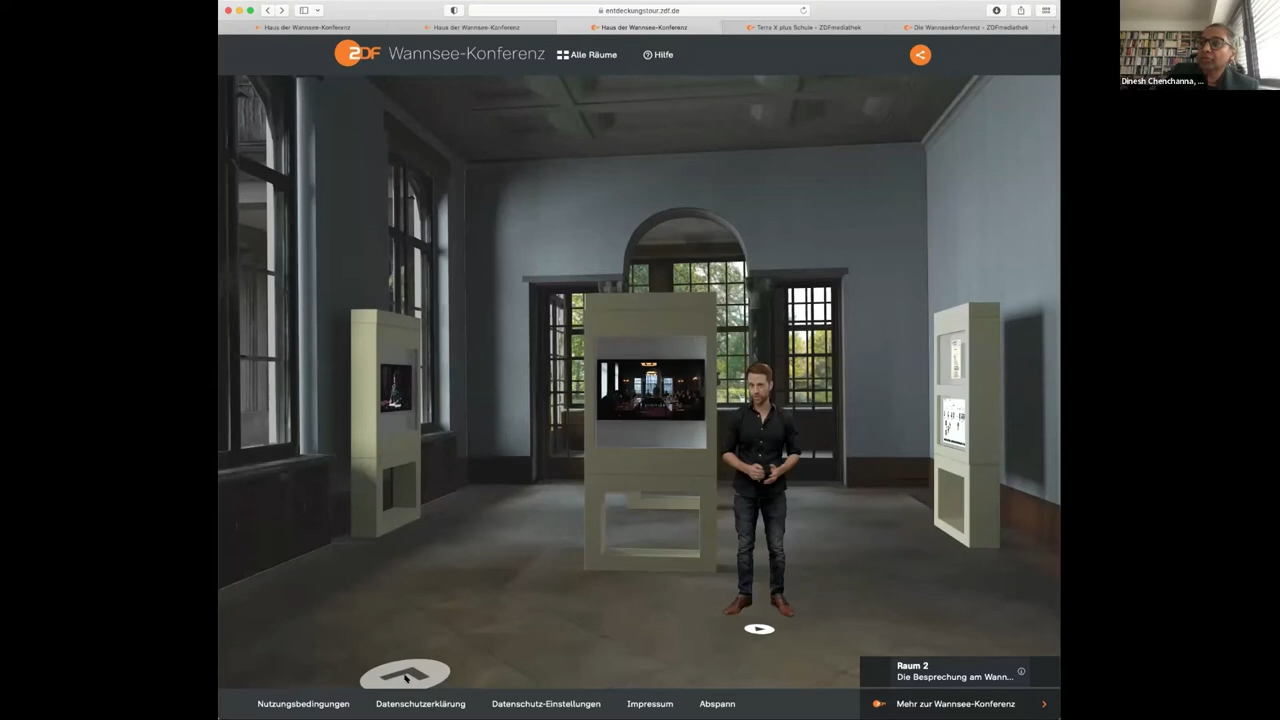 entdeckungstour.zdf.de
Haus der Wannsee-Konferenz
Haus der Wannsee-Konferenz
Haus der Wannsee-Konferenz
Terra X plus Schule - ZDFmediathek
Die Wannseekonferenz - ZDFmediathek
Dinesh Chenchanna, ...
ZDF Wannsee-Konferenz
Alle Räume
Hilfe
Raum 2
Die Besprechung am Wann...
Nutzungsbedingungen
Datenschutzerklärung
Datenschutz-Einstellungen
Impressum
Abspann
Mehr zur Wannsee-Konferenz